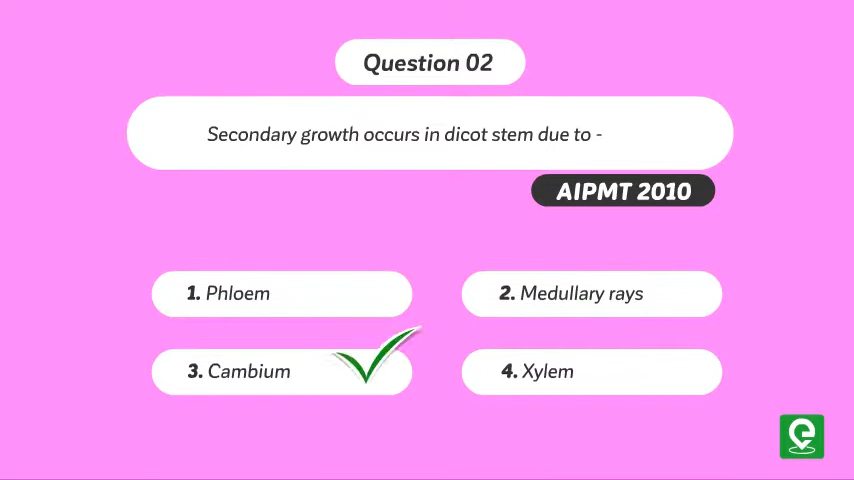 Question 02
Secondary growth occurs in dicot stem due to -
AIPMT 2010
1. Phloem
2. Medullary rays
3. Cambium
4. Xylem